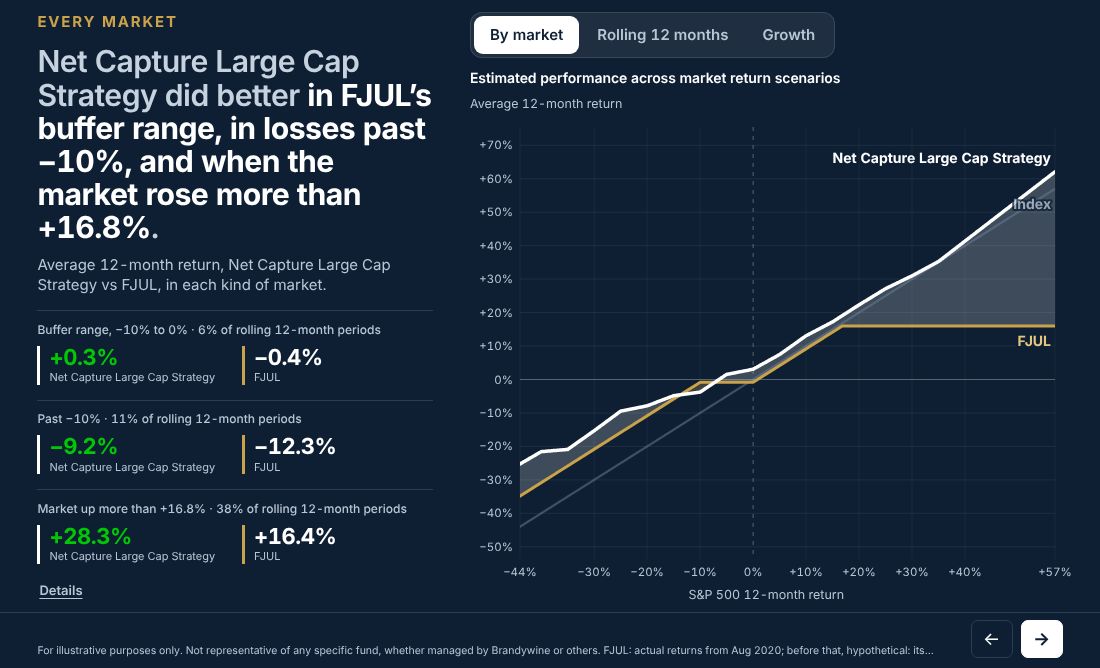 EVERY MARKET
Net Capture Large Cap
Strategy did better in FJUL’s
buffer range, in losses past
−10%, and when the
market rose more than
+16.8%.
Average 12-month return, Net Capture Large Cap
Strategy vs FJUL, in each kind of market.
Buffer range, −10% to 0% · 6% of rolling 12-month periods
+0.3%
Net Capture Large Cap Strategy
−0.4%
FJUL
Past −10% · 11% of rolling 12-month periods
−9.2%
Net Capture Large Cap Strategy
−12.3%
FJUL
Market up more than +16.8% · 38% of rolling 12-month periods
+28.3%
Net Capture Large Cap Strategy
+16.4%
FJUL
Details
By market Rolling 12 months Growth
Estimated performance across market return scenarios
Average 12-month return
+70%
+60%
+50%
+40%
+30%
+20%
+10%
0%
−10%
−20%
−30%
−40%
−50%
Net Capture Large Cap Strategy
Index
FJUL
−44% −30% −20% −10% 0% +10% +20% +30% +40% +57%
S&P 500 12-month return
For illustrative purposes only. Not representative of any specific fund, whether managed by Brandywine or others. FJUL: actual returns from Aug 2020; before that, hypothetical: its…